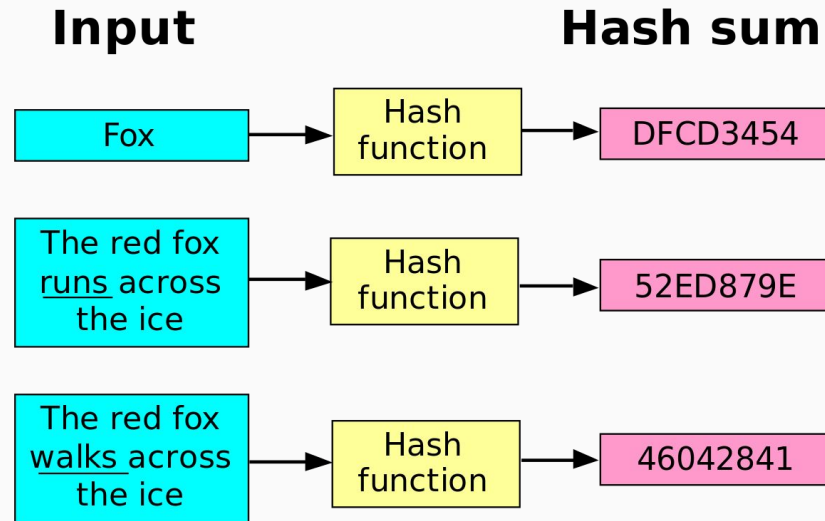 Input
Hash sum
Fox
Hash
function
DFCD3454
The red fox
runs across
the ice
Hash
function
52ED879E
The red fox
walks across
the ice
Hash
function
46042841